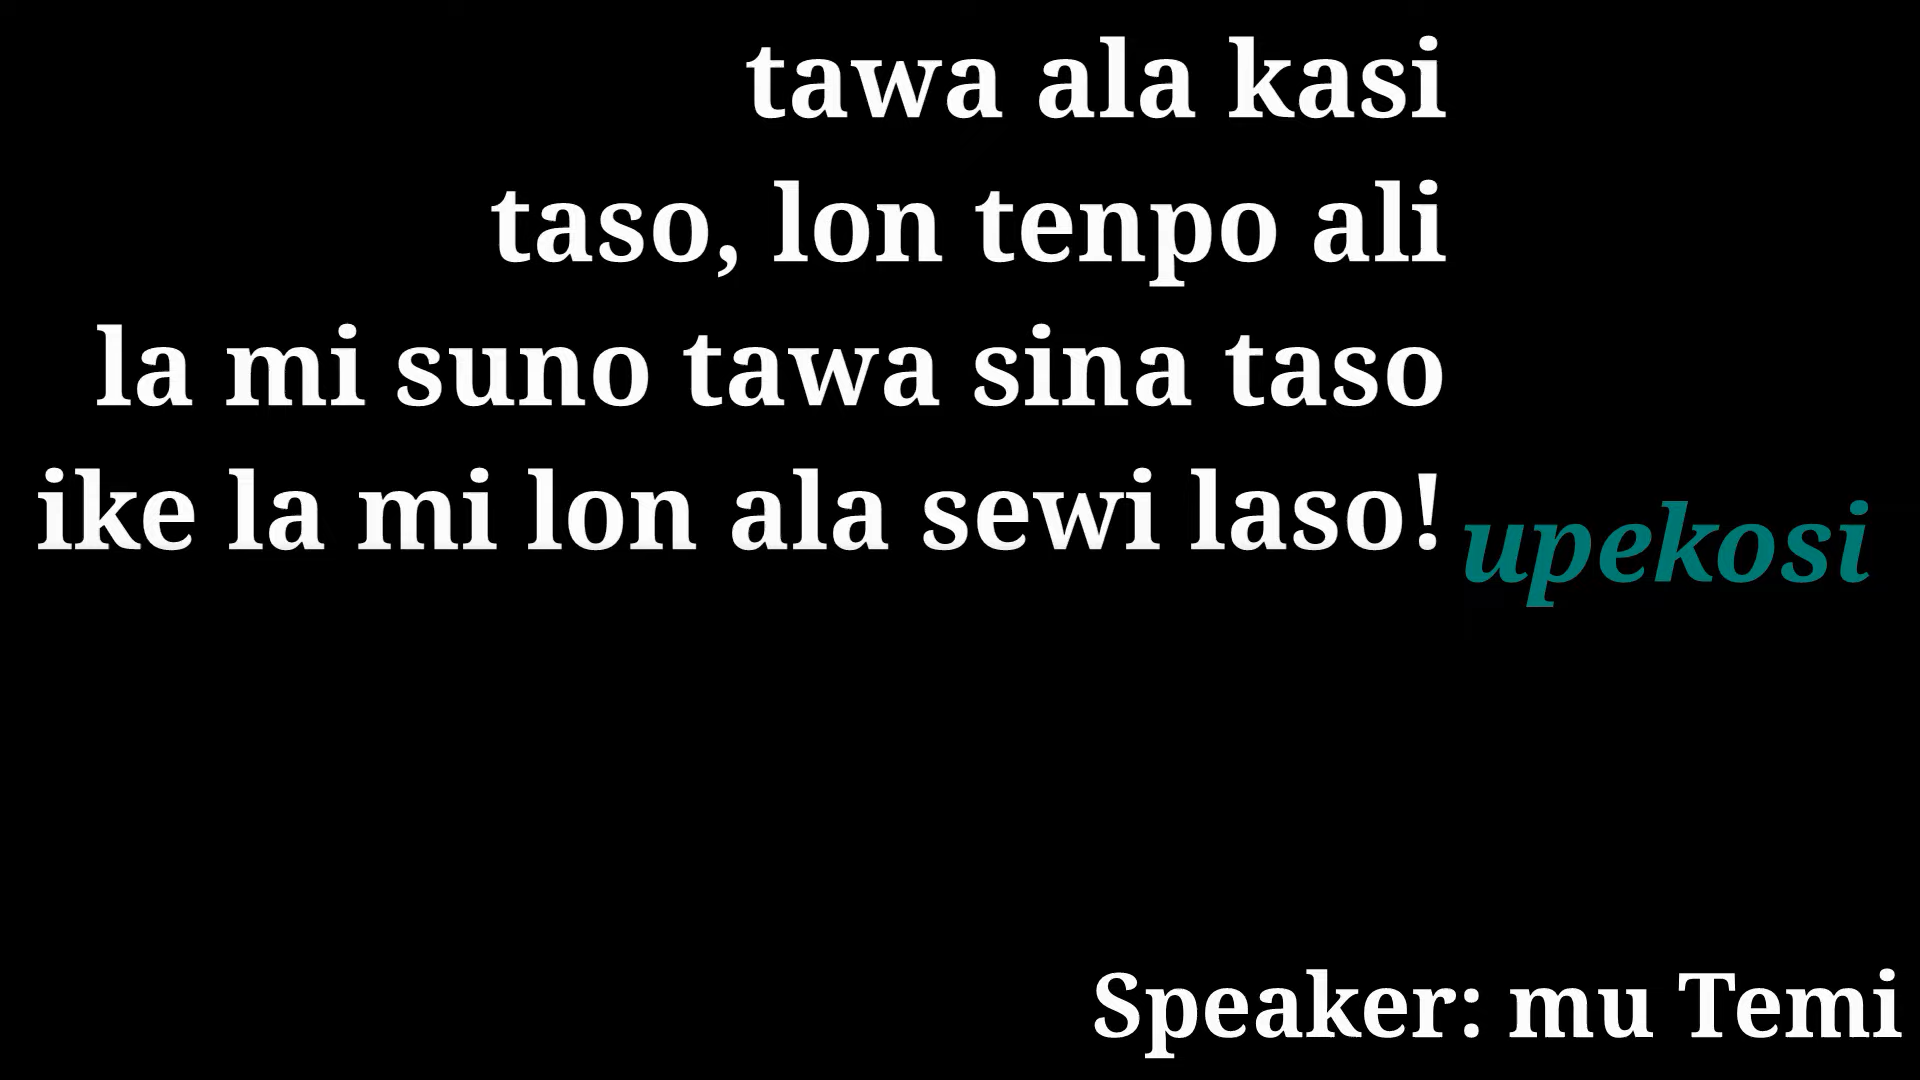 tawa ala kasi
taso, lon tenpo ali
la mi suno tawa sina taso
ike la mi lon ala sewi laso!
upekosi
Speaker: mu Temi